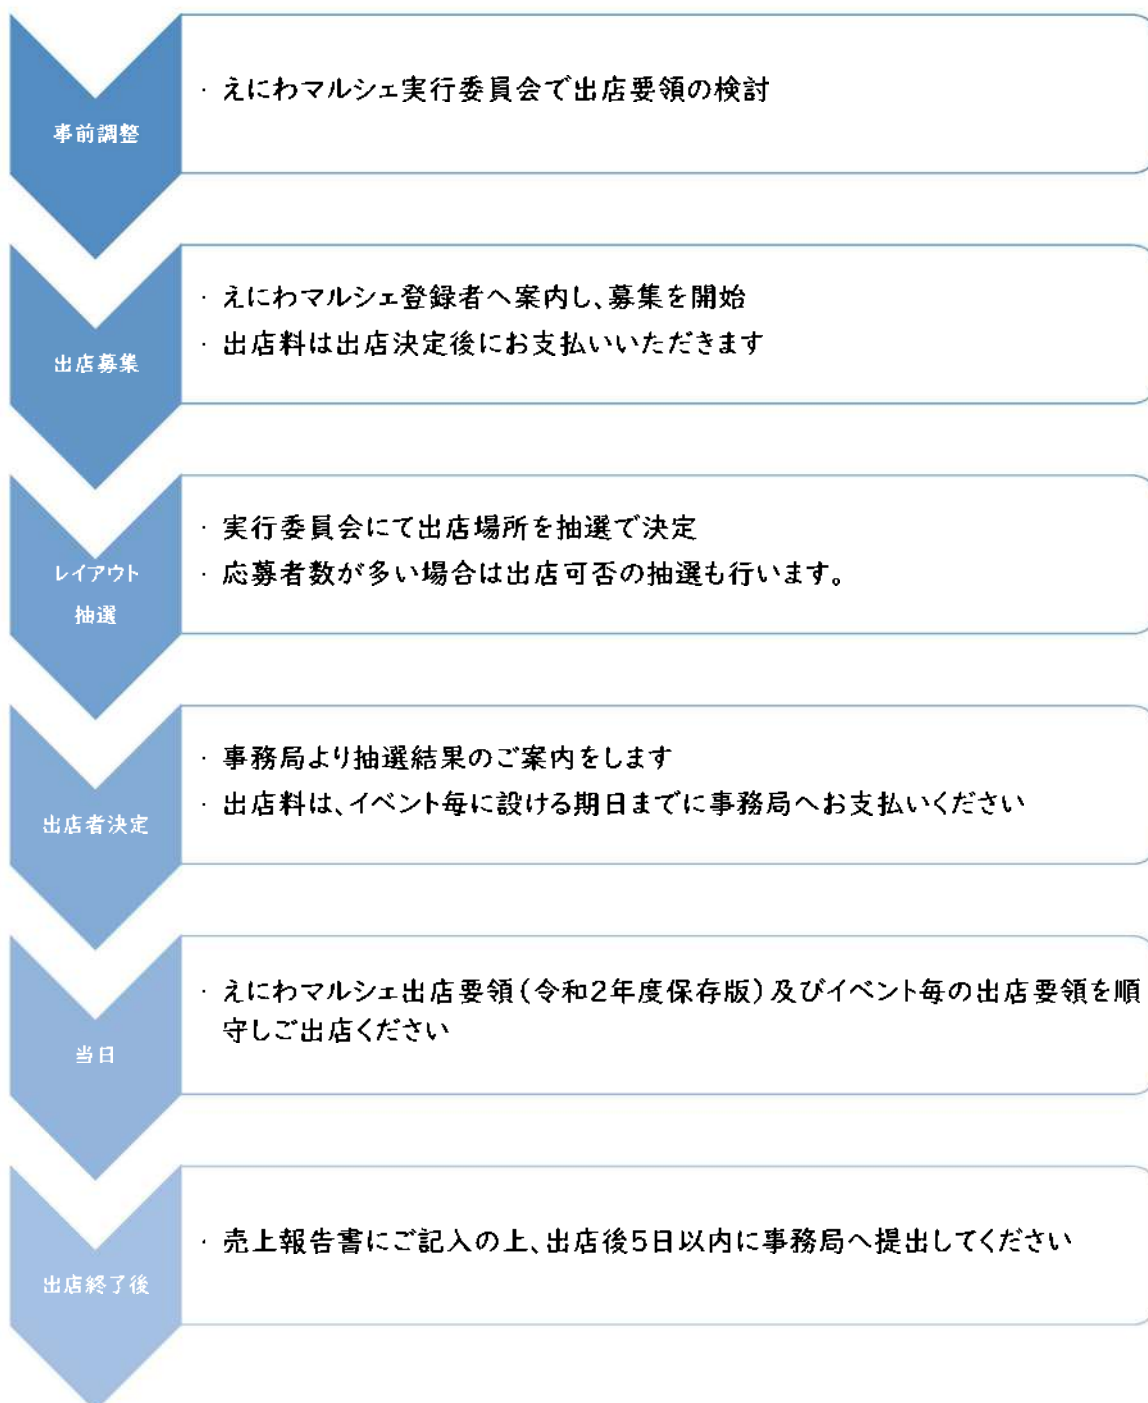 事前調整
・えにわマルシェ実行委員会で出店要領の検討
出店募集
・えにわマルシェ登録者へ案内し、募集を開始
・出店料は出店決定後にお支払いいただきます
レイアウト
抽選
・実行委員会にて出店場所を抽選で決定
・応募者数が多い場合は出店可否の抽選も行います。
出店者決定
・事務局より抽選結果のご案内をします
・出店料は、イベント毎に設ける期日までに事務局へお支払いください
当日
・えにわマルシェ出店要領(令和2年度保存版)及びイベント毎の出店要領を順
守しご出店ください
出店終了後
・売上報告書にご記入の上、出店後5日以内に事務局へ提出してください